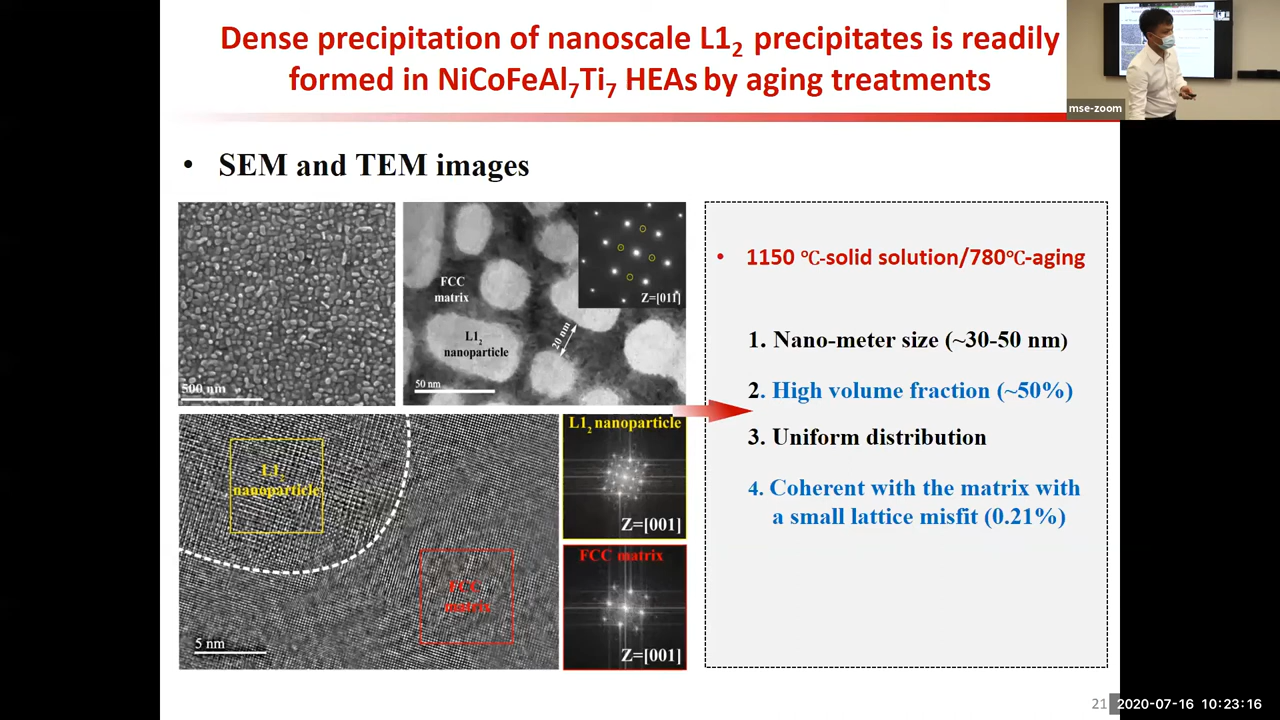 Dense precipitation of nanoscale L1₂ precipitates is readily
formed in NiCoFeAl₇Ti₇ HEAs by aging treatments
mse-zoom
• SEM and TEM images
500 nm
FCC
matrix
L1₂
nanoparticle
20 nm
50 nm
Z=[011]
L1₂
nanoparticle
FCC
matrix
5 nm
L1₂ nanoparticle
Z=[001]
FCC matrix
Z=[001]
• 1150 ℃-solid solution/780℃-aging
1. Nano-meter size (~30-50 nm)
2. High volume fraction (~50%)
3. Uniform distribution
4. Coherent with the matrix with
a small lattice misfit (0.21%)
21
2020-07-16 10:23:16